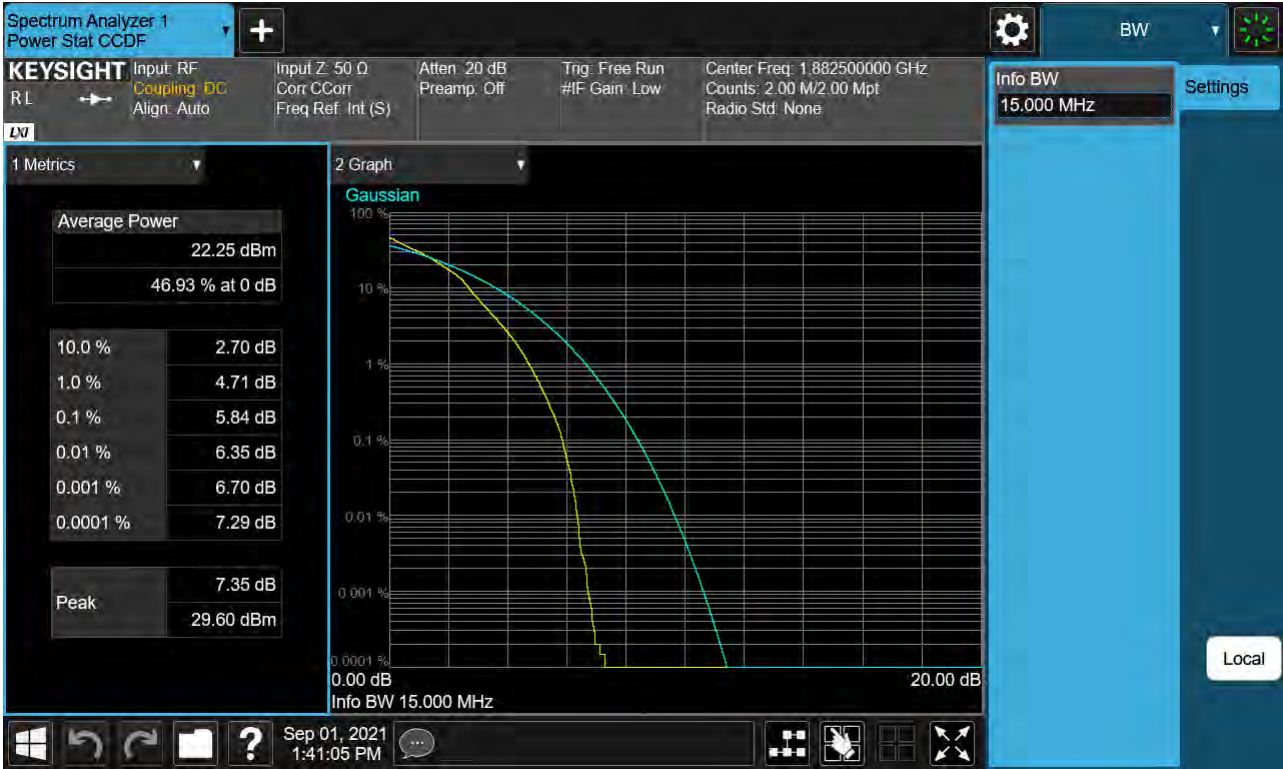 Spectrum Analyzer 1
Power Stat CCDF
+
BW
KEYSIGHT
R L
LXI
Input: RF
Coupling: DC
Align: Auto
Input Z: 50 Ω
Corr CCorr
Freq Ref: Int (S)
Atten: 20 dB
Preamp: Off
Trig: Free Run
#IF Gain: Low
Center Freq: 1.882500000 GHz
Counts: 2.00 M/2.00 Mpt
Radio Std: None
Info BW
15.000 MHz
Settings
1 Metrics
Average Power
22.25 dBm
46.93 % at 0 dB
10.0 % 2.70 dB
1.0 % 4.71 dB
0.1 % 5.84 dB
0.01 % 6.35 dB
0.001 % 6.70 dB
0.0001 % 7.29 dB
Peak
7.35 dB
29.60 dBm
2 Graph
Gaussian
100 %
10 %
1 %
0.1 %
0.01 %
0.001 %
0.0001 %
0.00 dB 20.00 dB
Info BW 15.000 MHz
Local
?
Sep 01, 2021
1:41:05 PM